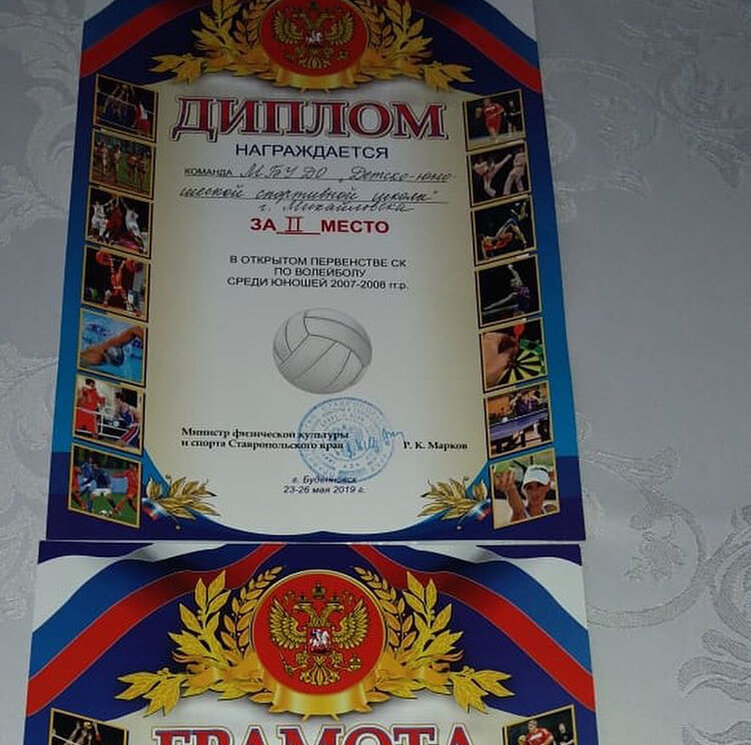 ДИПЛОМ
НАГРАЖДАЕТСЯ
КОМАНДА МБУ ДО „Детско-юно-
шеской спортивной школы"
г. Михайловска
ЗА II МЕСТО
В ОТКРЫТОМ ПЕРВЕНСТВЕ СК
ПО ВОЛЕЙБОЛУ
СРЕДИ ЮНОШЕЙ 2007-2008 гг.р.
Министр физической культуры
и спорта Ставропольского края Р. К. Марков
г. Буденновск
23-26 мая 2019 г.
ГРАМОТА